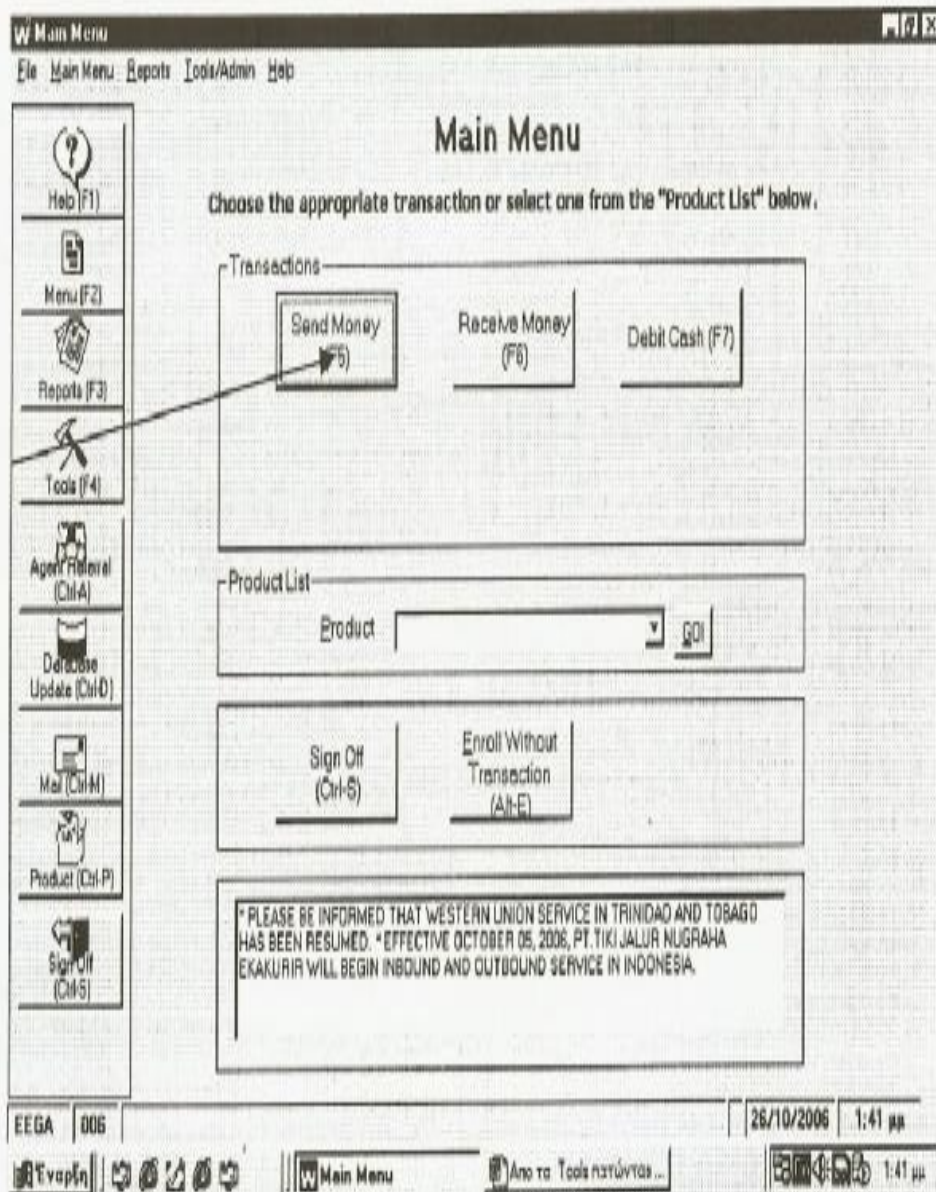 W Main Menu
File Main Menu Reports Tools/Admin Help
Main Menu
Choose the appropriate transaction or select one from the "Product List" below.
Help (F1)
Menu (F2)
Reports (F3)
Tools (F4)
Agent Referral
(Ctrl-A)
Database
Update (Ctrl-D)
Mail (Ctrl-M)
Product (Ctrl-P)
Sign Off
(Ctrl-S)
Transactions
Send Money
(F5)
Receive Money
(F6)
Debit Cash (F7)
Product List
Product
GO!
Sign Off
(Ctrl-S)
Enroll Without
Transaction
(Alt-E)
* PLEASE BE INFORMED THAT WESTERN UNION SERVICE IN TRINIDAD AND TOBAGO
HAS BEEN RESUMED. * EFFECTIVE OCTOBER 05, 2006, PT.TIKI JALUR NUGRAHA
EKAKURIR WILL BEGIN INBOUND AND OUTBOUND SERVICE IN INDONESIA.
EEGA 006 26/10/2006 1:41 μμ
Έναρξη W Main Menu Απο τα Tools πατώντας ... 1:41 μμ